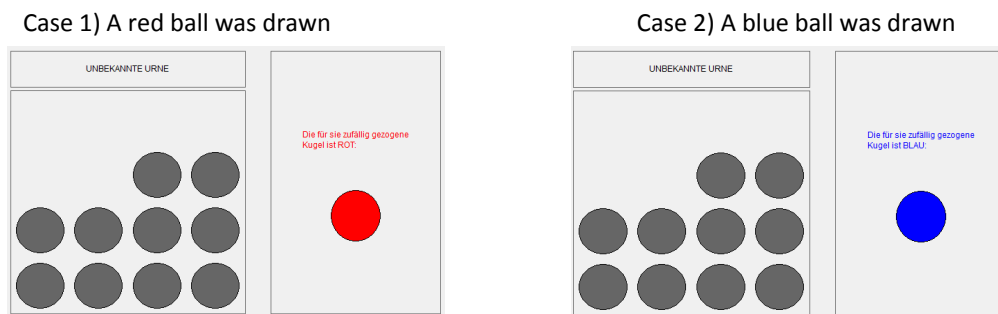 Case 1) A red ball was drawn
UNBEKANNTE URNE
Die für sie zufällig gezogene
Kugel ist ROT:
Case 2) A blue ball was drawn
UNBEKANNTE URNE
Die für sie zufällig gezogene
Kugel ist BLAU: